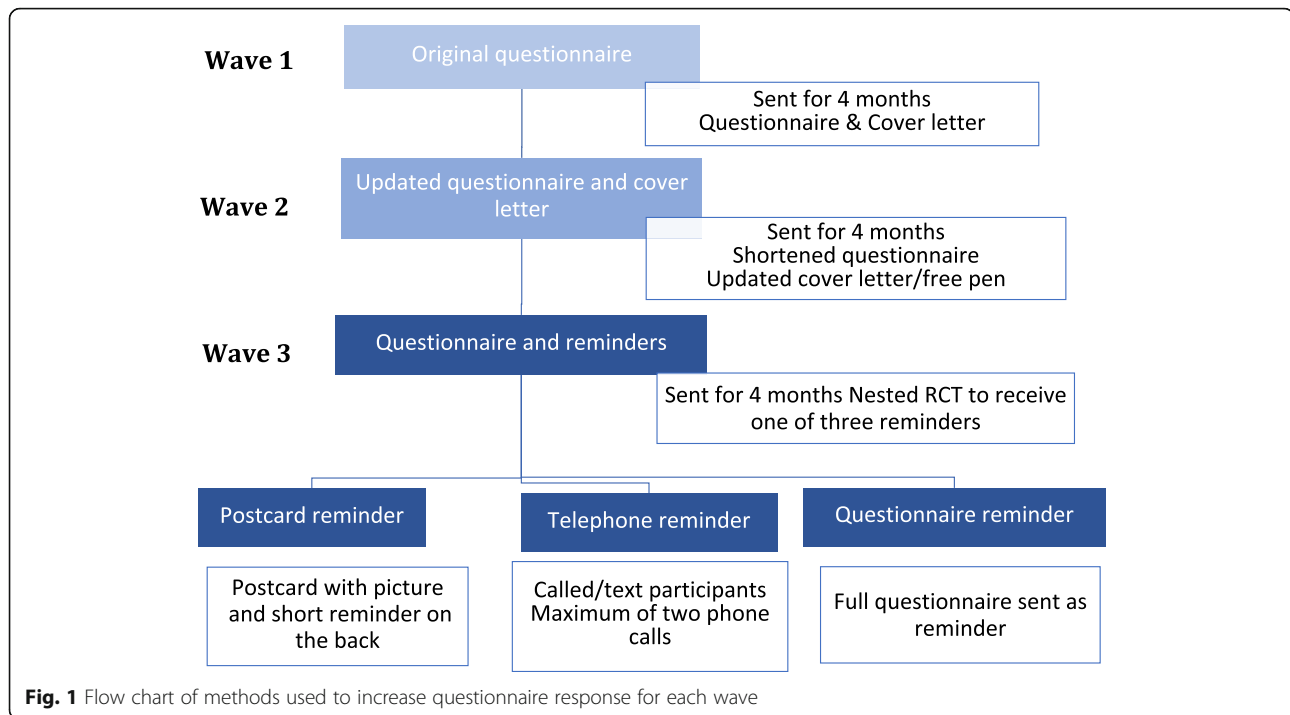 Wave 1
Original questionnaire
Sent for 4 months
Questionnaire & Cover letter
Wave 2
Updated questionnaire and cover
letter
Sent for 4 months
Shortened questionnaire
Updated cover letter/free pen
Wave 3
Questionnaire and reminders
Sent for 4 months Nested RCT to receive
one of three reminders
Postcard reminder
Telephone reminder
Questionnaire reminder
Postcard with picture
and short reminder on
the back
Called/text participants
Maximum of two phone
calls
Full questionnaire sent as
reminder
Fig. 1 Flow chart of methods used to increase questionnaire response for each wave